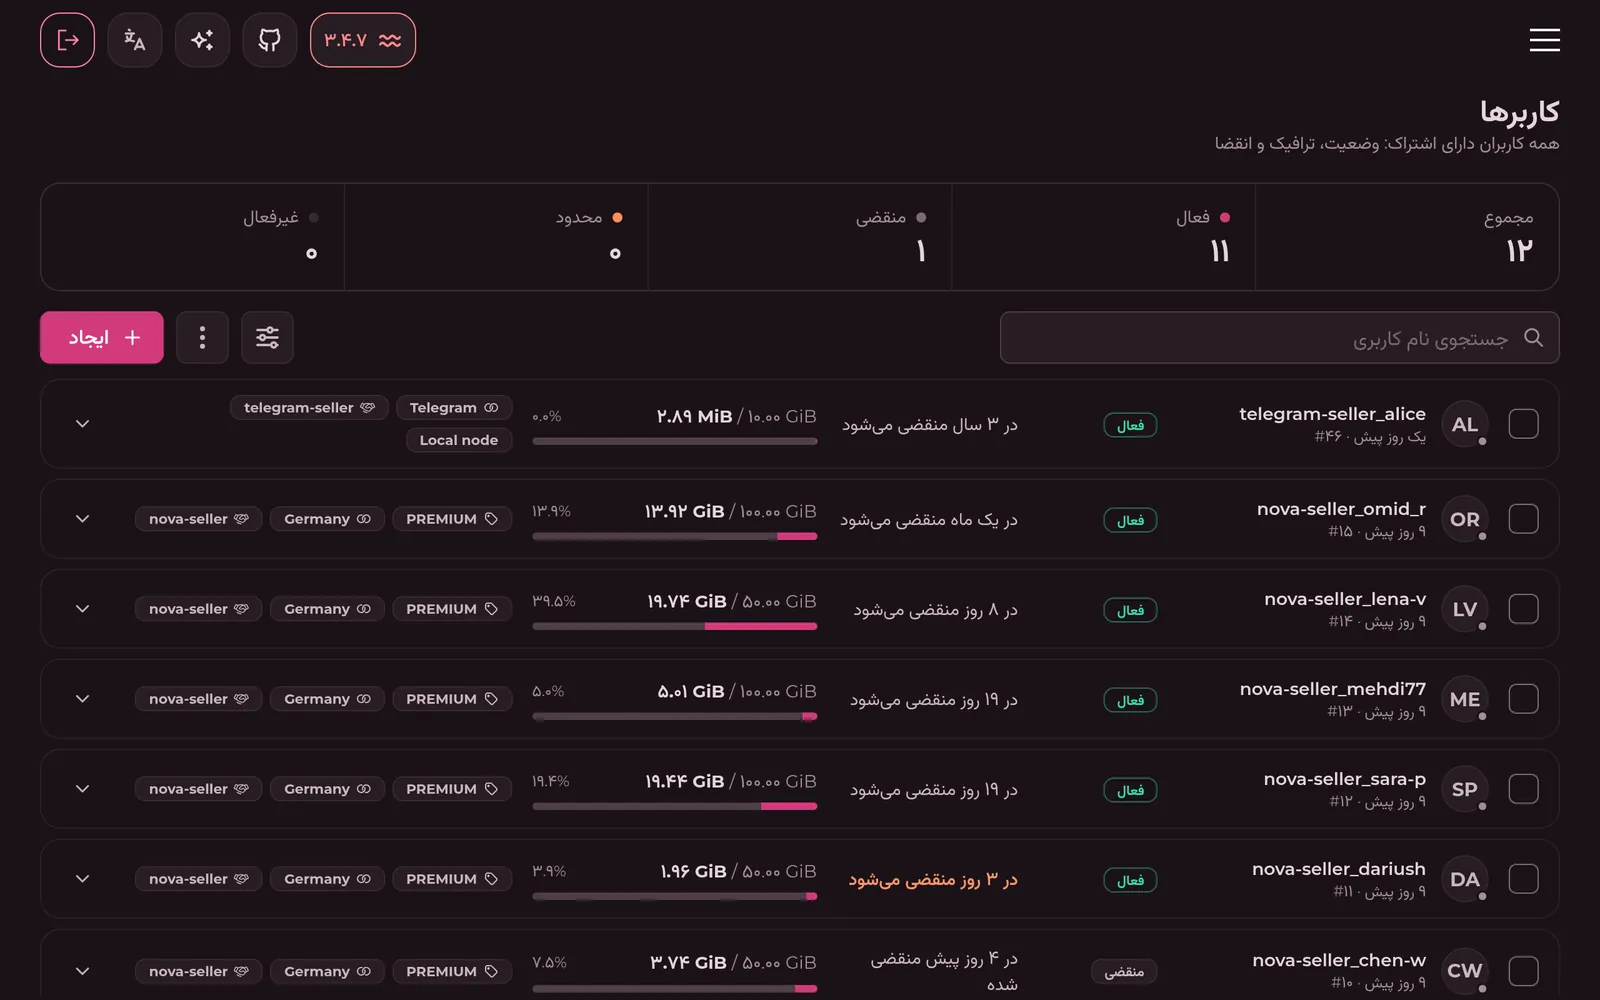 ۳.۴.۷
کاربرها
همه کاربران دارای اشتراک: وضعیت، ترافیک و انقضا
مجموع
۱۲
فعال
۱۱
منقضی
۱
محدود
۰
غیرفعال
۰
جستجوی نام کاربری
ایجاد
AL
telegram-seller_alice
یک روز پیش · #۴۶
فعال
در ۳ سال منقضی می‌شود
۲.۸۹ MiB / ۱۰.۰۰ GiB
۰.۰%
Telegram
telegram-seller
Local node
OR
nova-seller_omid_r
۹ روز پیش · #۱۵
فعال
در یک ماه منقضی می‌شود
۱۳.۹۲ GiB / ۱۰۰.۰۰ GiB
۱۳.۹%
PREMIUM
Germany
nova-seller
LV
nova-seller_lena-v
۹ روز پیش · #۱۴
فعال
در ۸ روز منقضی می‌شود
۱۹.۷۴ GiB / ۵۰.۰۰ GiB
۳۹.۵%
PREMIUM
Germany
nova-seller
ME
nova-seller_mehdi77
۹ روز پیش · #۱۳
فعال
در ۱۹ روز منقضی می‌شود
۵.۰۱ GiB / ۱۰۰.۰۰ GiB
۵.۰%
PREMIUM
Germany
nova-seller
SP
nova-seller_sara-p
۹ روز پیش · #۱۲
فعال
در ۱۹ روز منقضی می‌شود
۱۹.۴۴ GiB / ۱۰۰.۰۰ GiB
۱۹.۴%
PREMIUM
Germany
nova-seller
DA
nova-seller_dariush
۹ روز پیش · #۱۱
فعال
در ۳ روز منقضی می‌شود
۱.۹۶ GiB / ۵۰.۰۰ GiB
۳.۹%
PREMIUM
Germany
nova-seller
CW
nova-seller_chen-w
۹ روز پیش · #۱۰
منقضی
در ۴ روز پیش منقضی
شده
۳.۷۴ GiB / ۵۰.۰۰ GiB
۷.۵%
PREMIUM
Germany
nova-seller